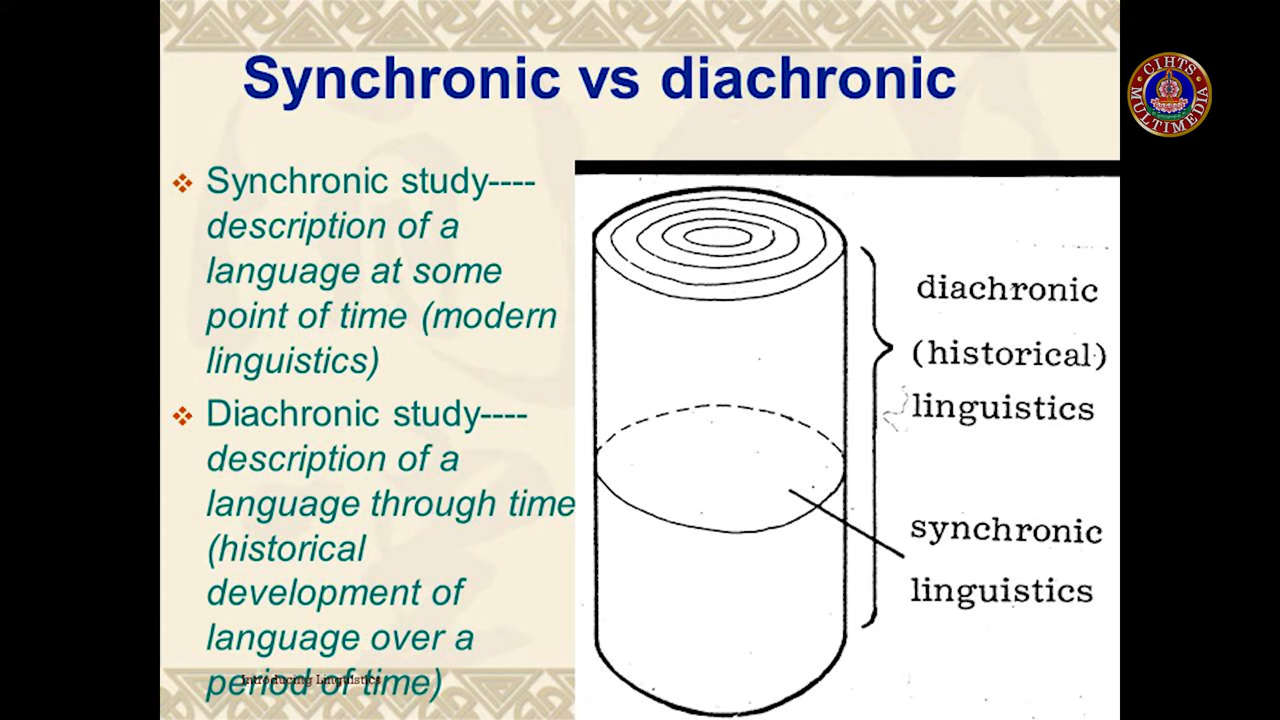 Synchronic vs diachronic
Synchronic study----
description of a
language at some
point of time (modern
linguistics)
Diachronic study----
description of a
language through time
(historical
development of
language over a
period of time)
diachronic
(historical)
linguistics
synchronic
linguistics
Introducing Linguistics
CIHTS
MULTIMEDIA